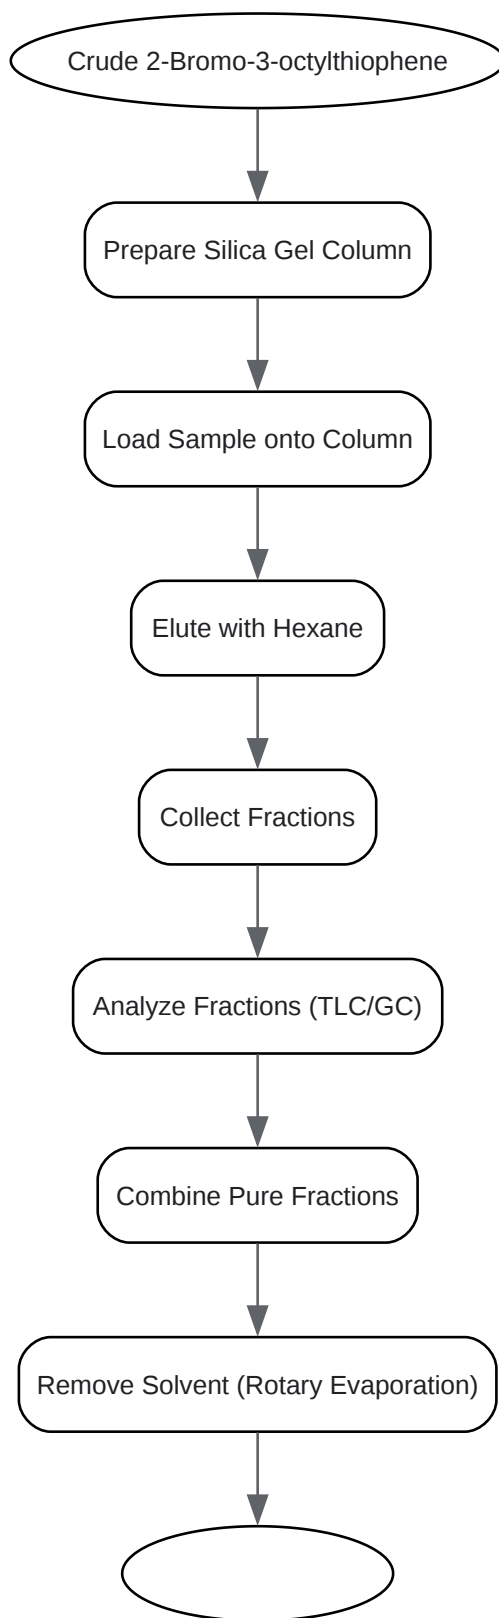 Crude 2-Bromo-3-octylthiophene
Prepare Silica Gel Column
Load Sample onto Column
Elute with Hexane
Collect Fractions
Analyze Fractions (TLC/GC)
Combine Pure Fractions
Remove Solvent (Rotary Evaporation)